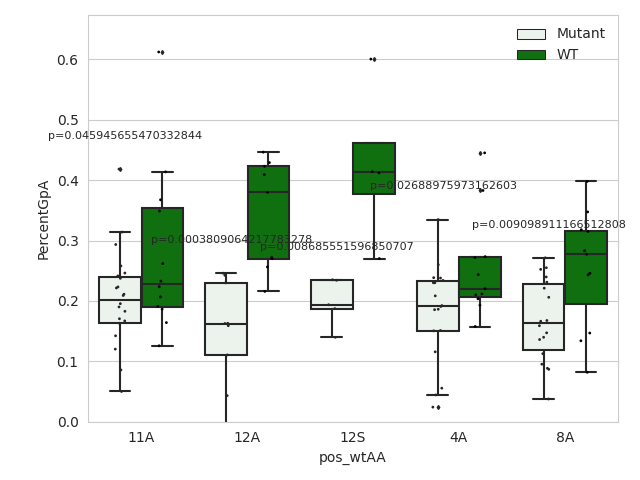 Mutant
WT
0.6
0.5
p=0.045945655470332844
0.4
p=0.02688975973162603
p=0.009098911166512808
0.3
p=0.0003809064217783278
p=0.008685551596850707
0.2
0.1
0.0
PercentGpA
11A 12A 12S 4A 8A
pos_wtAA